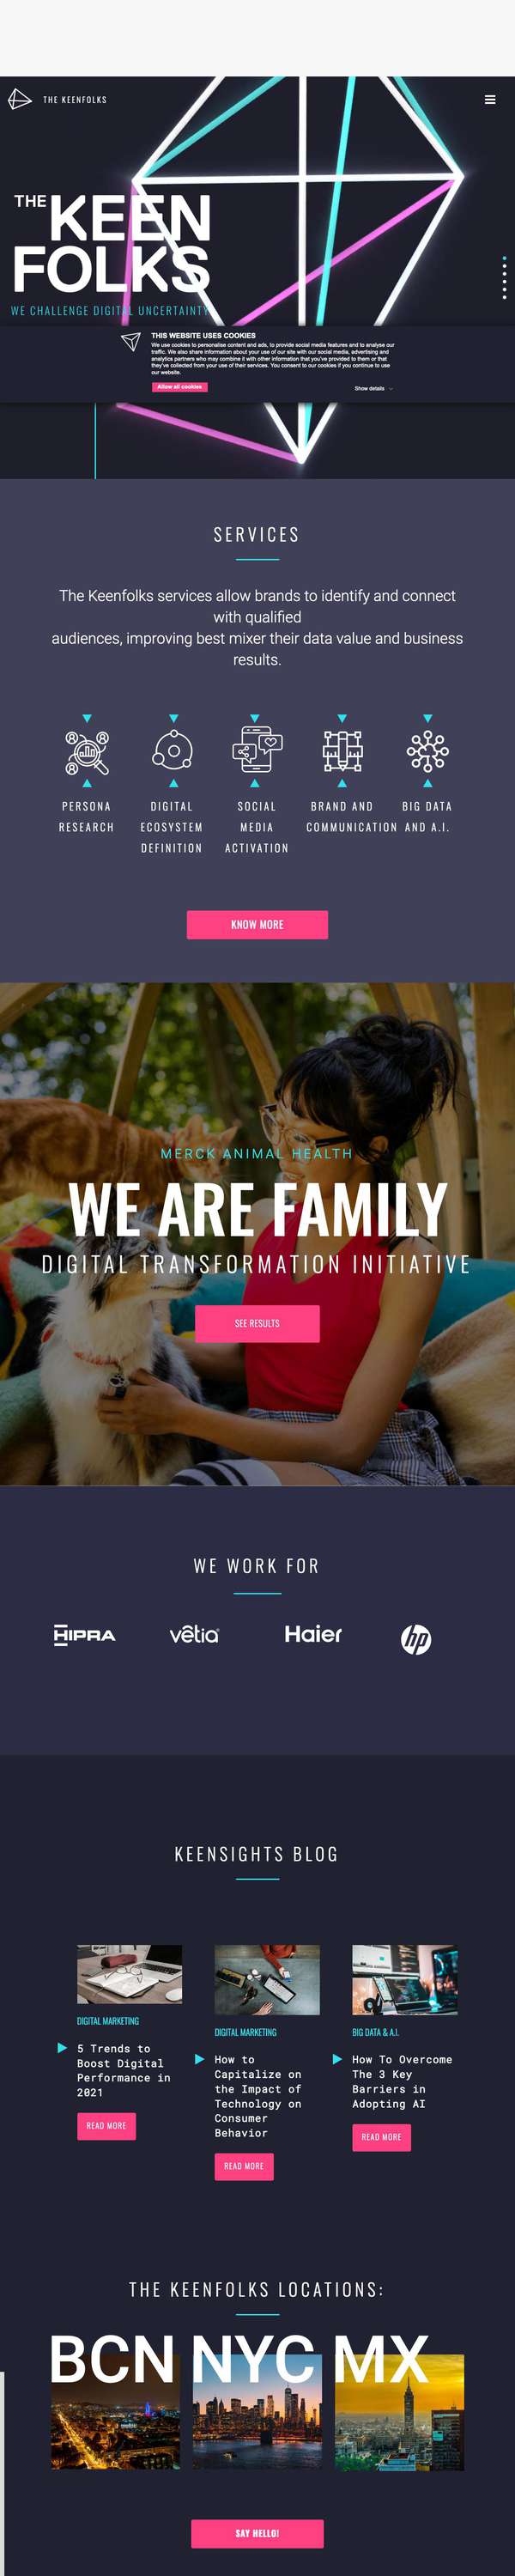 THE KEENFOLKS
THE KEEN
FOLKS
WE CHALLENGE DIGITAL UNCERTAINTY
THIS WEBSITE USES COOKIES
We use cookies to personalise content and ads, to provide social media features and to analyse our
traffic. We also share information about your use of our site with our social media, advertising and
analytics partners who may combine it with other information that you've provided to them or that
they've collected from your use of their services. You consent to our cookies if you continue to use
our website.
Allow all cookies
Show details
SERVICES
The Keenfolks services allow brands to identify and connect
with qualified
audiences, improving best mixer their data value and business
results.
PERSONA
RESEARCH
DIGITAL
ECOSYSTEM
DEFINITION
SOCIAL
MEDIA
ACTIVATION
BRAND AND
COMMUNICATION
BIG DATA
AND A.I.
KNOW MORE
MERCK ANIMAL HEALTH
WE ARE FAMILY
DIGITAL TRANSFORMATION INITIATIVE
SEE RESULTS
WE WORK FOR
HIPRA
vêtiq
Haier
hp
KEENSIGHTS BLOG
DIGITAL MARKETING
5 Trends to
Boost Digital
Performance in
2021
READ MORE
DIGITAL MARKETING
How to
Capitalize on
the Impact of
Technology on
Consumer
Behavior
READ MORE
BIG DATA & A.I.
How To Overcome
The 3 Key
Barriers in
Adopting AI
READ MORE
THE KEENFOLKS LOCATIONS:
BCN NYC MX
SAY HELLO!